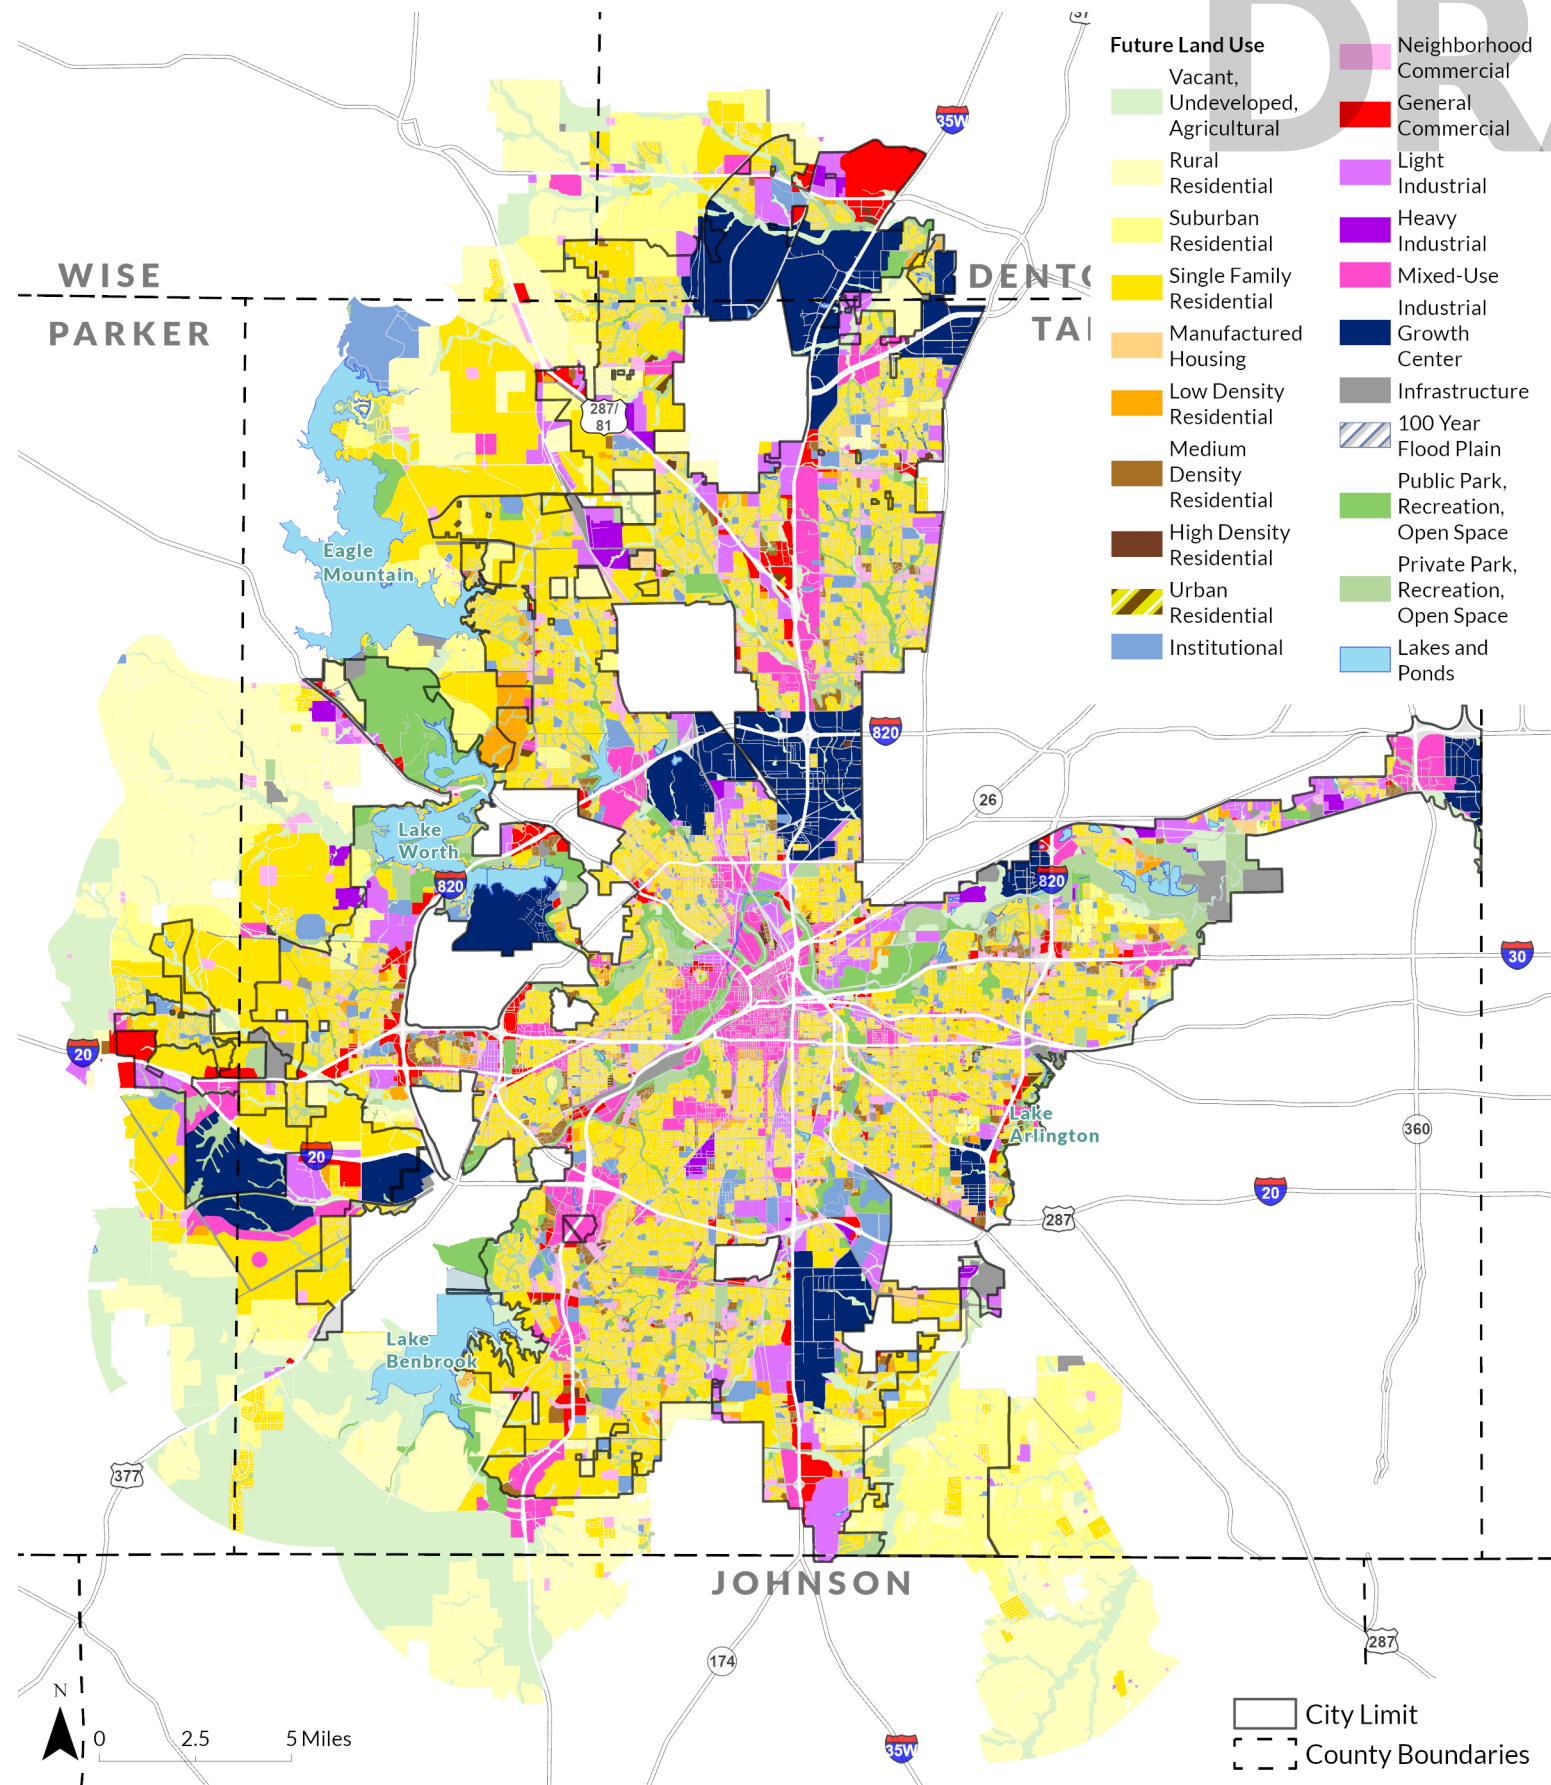 37
35W
DRA
Future Land Use
Vacant,
Undeveloped,
Agricultural
Rural
Residential
Suburban
Residential
Single Family
Residential
Manufactured
Housing
Low Density
Residential
Medium
Density
Residential
High Density
Residential
Urban
Residential
Institutional
Neighborhood
Commercial
General
Commercial
Light
Industrial
Heavy
Industrial
Mixed-Use
Industrial
Growth
Center
Infrastructure
100 Year
Flood Plain
Public Park,
Recreation,
Open Space
Private Park,
Recreation,
Open Space
Lakes and
Ponds
WISE
DENTO
PARKER
TAI
287/
81
Eagle
Mountain
820
26
Lake
Worth
820
820
30
20
Lake
Arlington
360
20
20
287
Lake
Benbrook
377
JOHNSON
287
174
35W
N
0 2.5 5 Miles
City Limit
County Boundaries